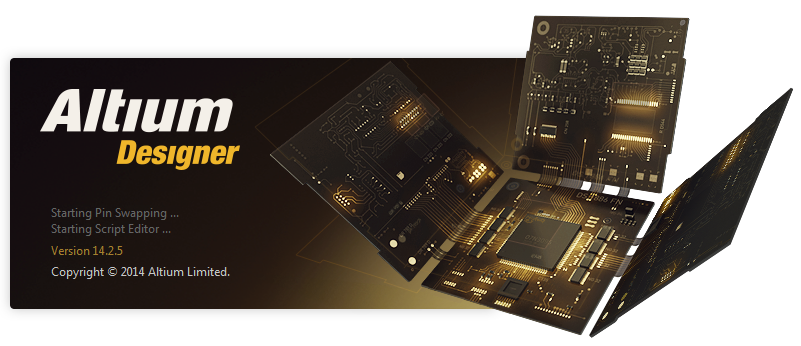 Altium
Designer
Starting Pin Swapping ...
Starting Script Editor ...
Version 14.2.5
Copyright © 2014 Altium Limited.